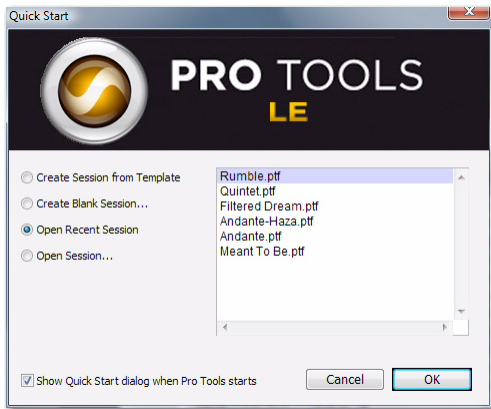 Quick Start
PRO TOOLS
LE
Create Session from Template
Create Blank Session...
Open Recent Session
Open Session...
Rumble.ptf
Quintet.ptf
Filtered Dream.ptf
Andante-Haza.ptf
Andante.ptf
Meant To Be.ptf
Show Quick Start dialog when Pro Tools starts
Cancel
OK